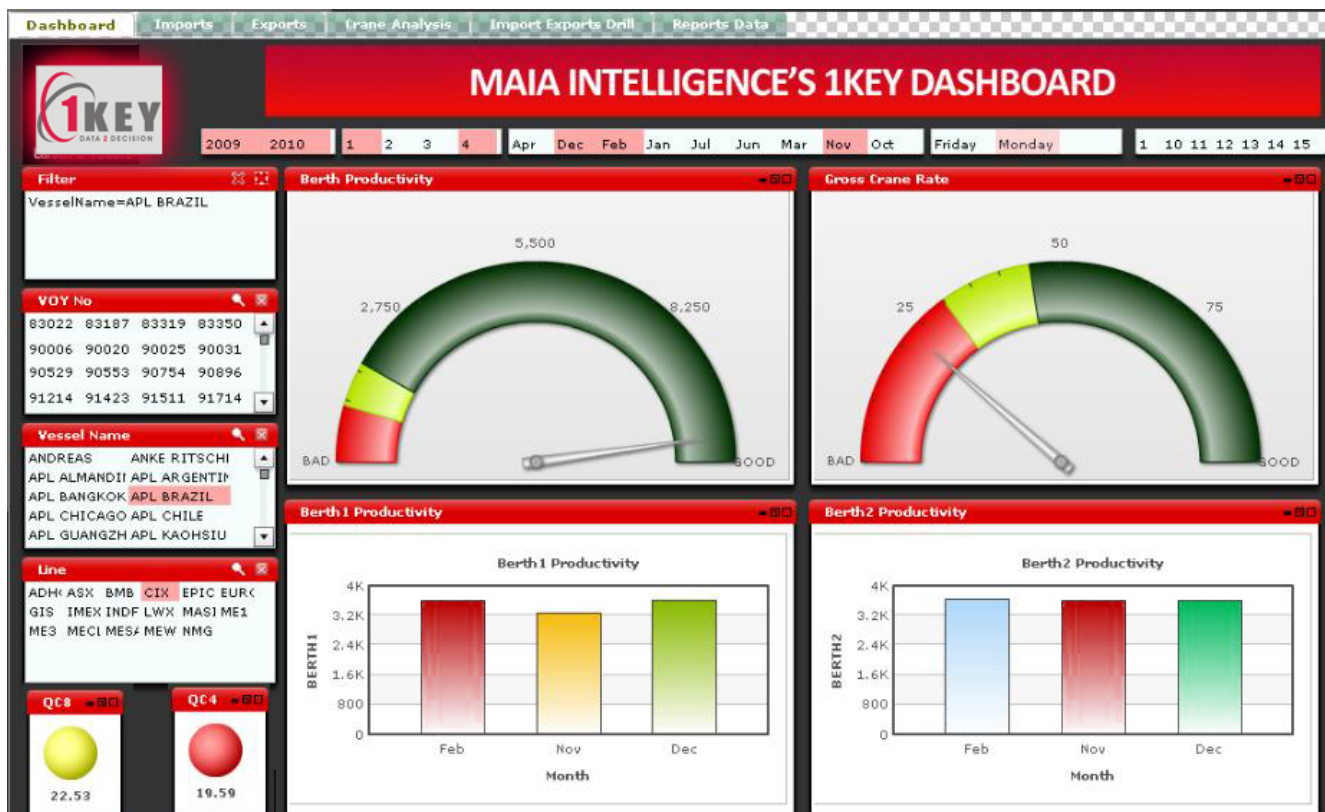 Dashboard Imports Exports Crane Analysis Import Exports Drill Reports Data
1KEY
DATA 2 DECISION
MAIA INTELLIGENCE'S 1KEY DASHBOARD
2009 2010 1 2 3 4 Apr Dec Feb Jan Jul Jun Mar Nov Oct Friday Monday 1 10 11 12 13 14 15
Filter
VesselName=APL BRAZIL
VOY No
83022 83187 83319 83350
90006 90020 90025 90031
90529 90553 90754 90896
91214 91423 91511 91714
Vessel Name
ANDREAS ANKE RITSCHI
APL ALMANDII APL ARGENTIN
APL BANGKOK APL BRAZIL
APL CHICAGO APL CHILE
APL GUANGZH APL KAOHSIU
Line
ADH ASX BMB CIX EPIC EUR
GIS IMEX INDF LWX MASI ME1
ME3 MECL MESA MEW NMG
QC8
22.53
QC4
19.59
Berth Productivity
5,500
2,750
8,250
BAD
GOOD
Gross Crane Rate
50
25
75
BAD
GOOD
Berth1 Productivity
Berth1 Productivity
4K
3.2K
2.4K
1.6K
800
0
BERTH1
Feb Nov Dec
Month
Berth2 Productivity
Berth2 Productivity
4K
3.2K
2.4K
1.6K
800
0
BERTH2
Feb Nov Dec
Month